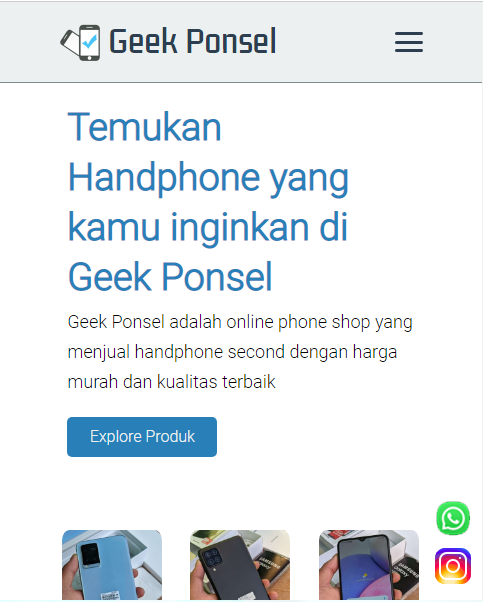 Geek Ponsel
Temukan
Handphone yang
kamu inginkan di
Geek Ponsel
Geek Ponsel adalah online phone shop yang
menjual handphone second dengan harga
murah dan kualitas terbaik
Explore Produk